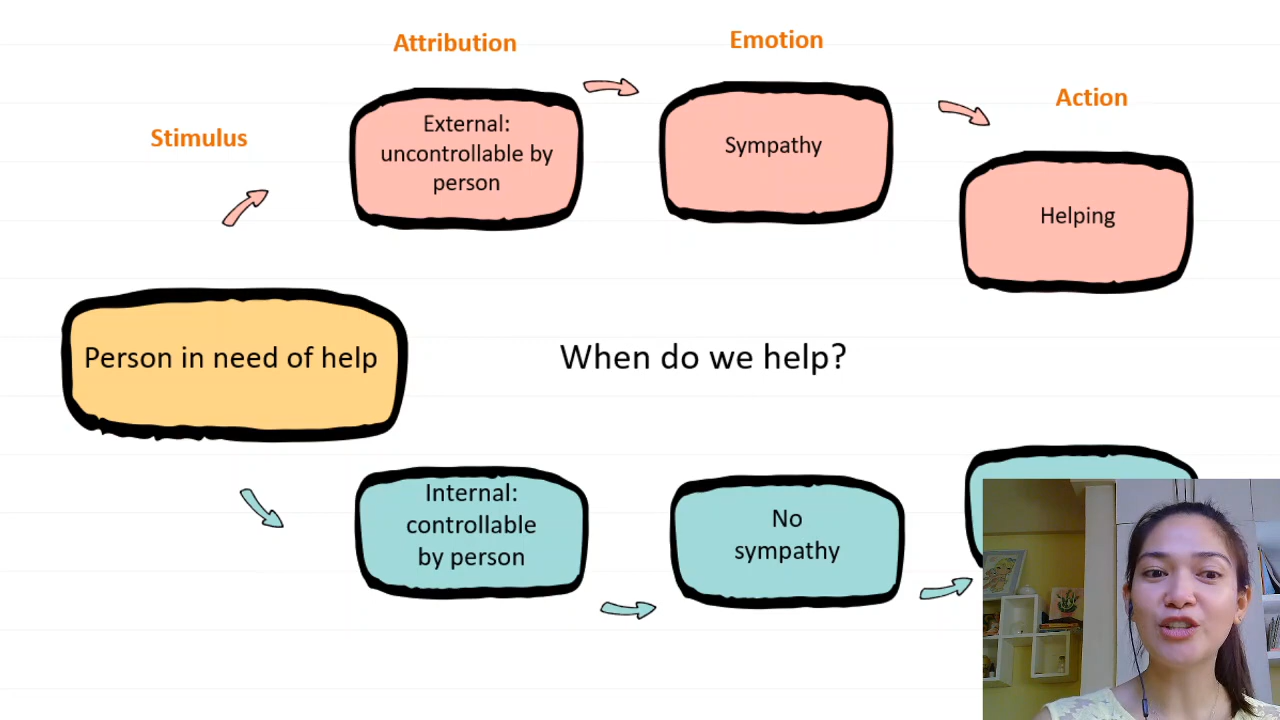 Attribution
Emotion
Action
Stimulus
External:
uncontrollable by
person
Sympathy
Helping
Person in need of help
When do we help?
Internal:
controllable
by person
No
sympathy